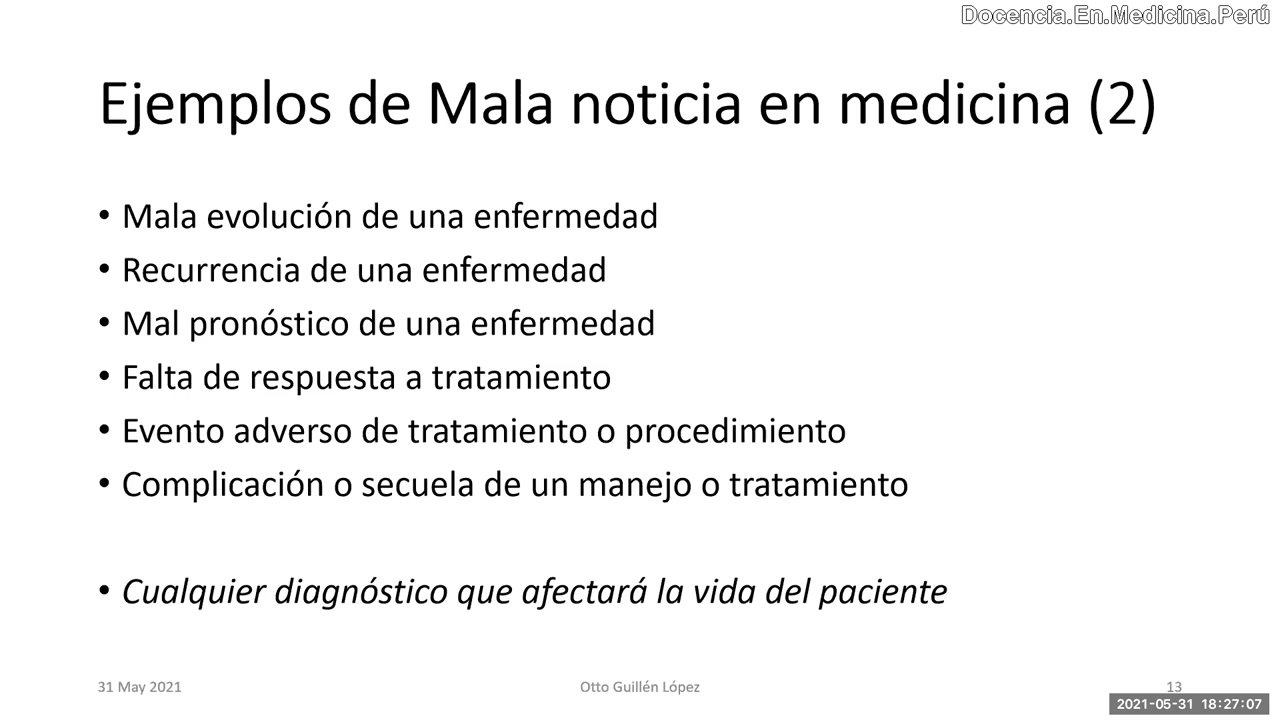 Docencia.En.Medicina.Perú
Ejemplos de Mala noticia en medicina (2)
• Mala evolución de una enfermedad
• Recurrencia de una enfermedad
• Mal pronóstico de una enfermedad
• Falta de respuesta a tratamiento
• Evento adverso de tratamiento o procedimiento
• Complicación o secuela de un manejo o tratamiento
• Cualquier diagnóstico que afectará la vida del paciente
31 May 2021 Otto Guillén López 13
2021-05-31 18:27:07